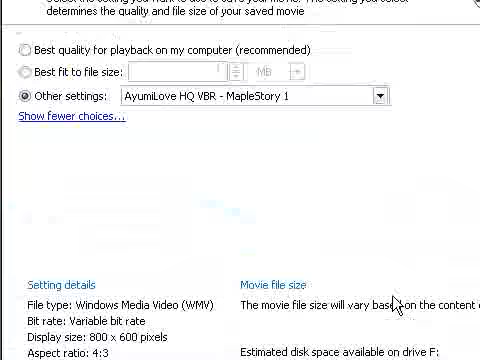 determines the quality and file size of your saved movie
Best quality for playback on my computer (recommended)
Best fit to file size:
MB
Other settings:
AyumiLove HQ VBR - MapleStory 1
Show fewer choices...
Setting details
Movie file size
File type: Windows Media Video (WMV)
The movie file size will vary based on the content
Bit rate: Variable bit rate
Display size: 800 x 600 pixels
Aspect ratio: 4:3
Estimated disk space available on drive F: